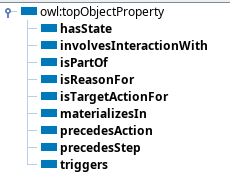 owl:topObjectProperty
hasState
involvesInteractionWith
isPartOf
isReasonFor
isTargetActionFor
materializesIn
precedesAction
precedesStep
triggers